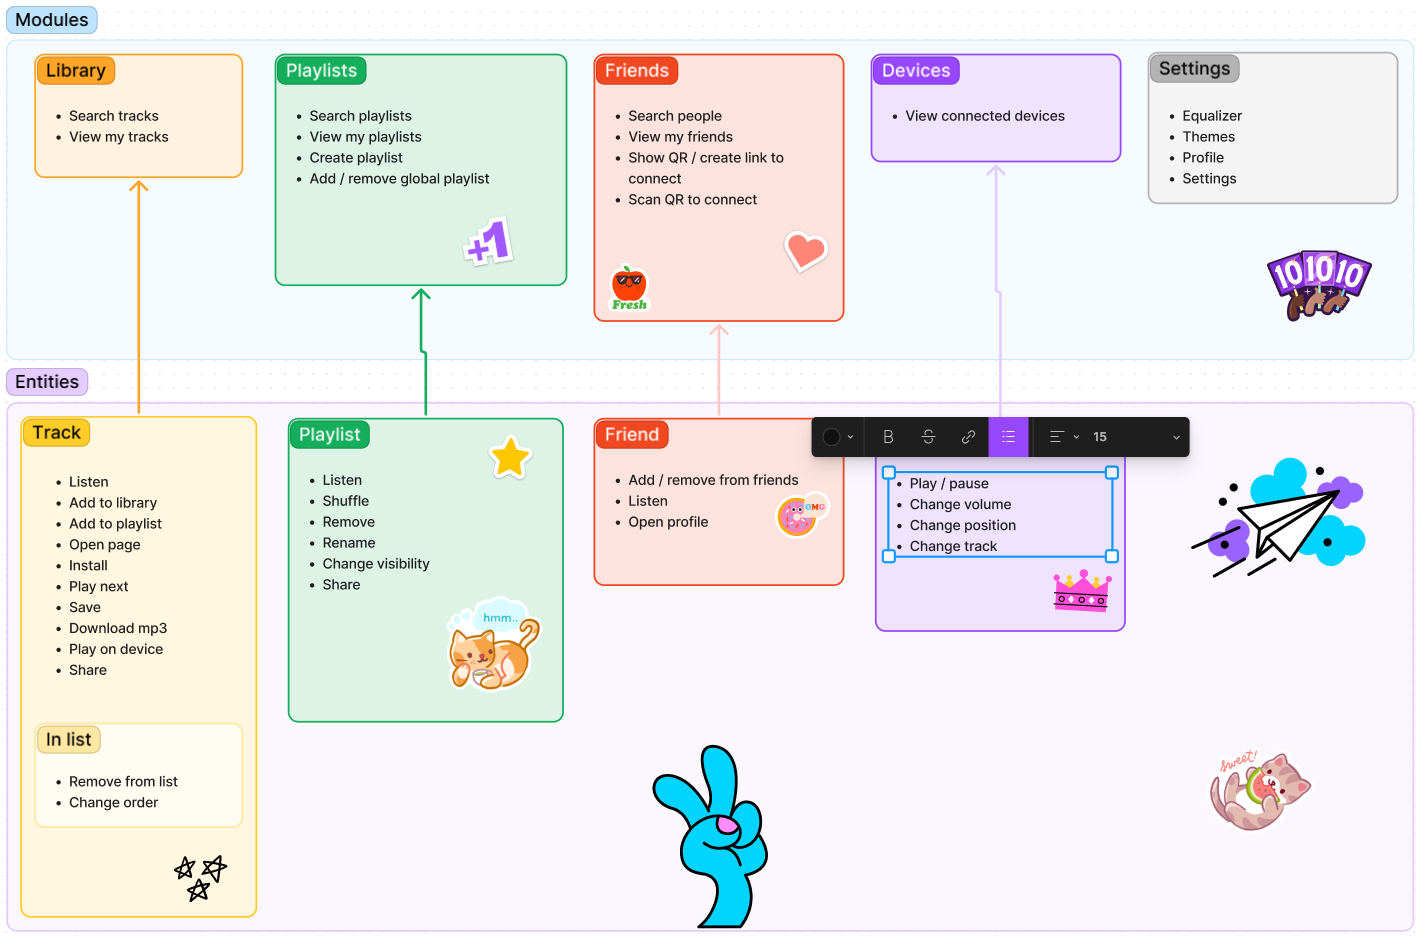 Modules
Library
• Search tracks
• View my tracks
Playlists
• Search playlists
• View my playlists
• Create playlist
• Add / remove global playlist
+1
Friends
• Search people
• View my friends
• Show QR / create link to
connect
• Scan QR to connect
Fresh
Devices
• View connected devices
Settings
• Equalizer
• Themes
• Profile
• Settings
10 10 10
Entities
Track
• Listen
• Add to library
• Add to playlist
• Open page
• Install
• Play next
• Save
• Download mp3
• Play on device
• Share
In list
• Remove from list
• Change order
Playlist
• Listen
• Shuffle
• Remove
• Rename
• Change visibility
• Share
hmm..
Friend
• Add / remove from friends
• Listen
• Open profile
OMG
B S 15
• Play / pause
• Change volume
• Change position
• Change track
sweet!